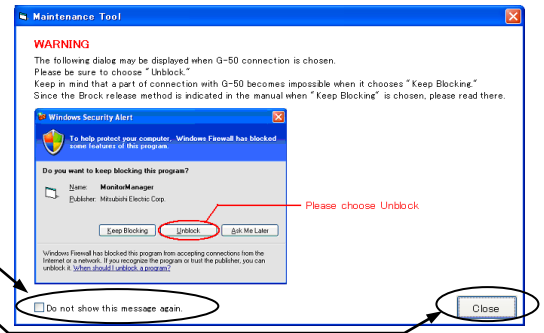 Maintenance Tool
WARNING
The following dialog may be displayed when G-50 connection is chosen.
Please be sure to choose "Unblock."
Keep in mind that a part of connection with G-50 becomes impossible when it chooses "Keep Blocking."
Since the Brock release method is indicated in the manual when "Keep Blocking" is chosen, please read there.
Windows Security Alert
To help protect your computer, Windows Firewall has blocked
some features of this program.
Do you want to keep blocking this program?
Name: MonitorManager
Publisher: Mitsubishi Electric Corp.
Please choose Unblock
Keep Blocking Unblock Ask Me Later
Windows Firewall has blocked this program from accepting connections from the
Internet or a network. If you recognize the program or trust the publisher, you can
unblock it. When should I unblock a program?
Do not show this message again.
Close